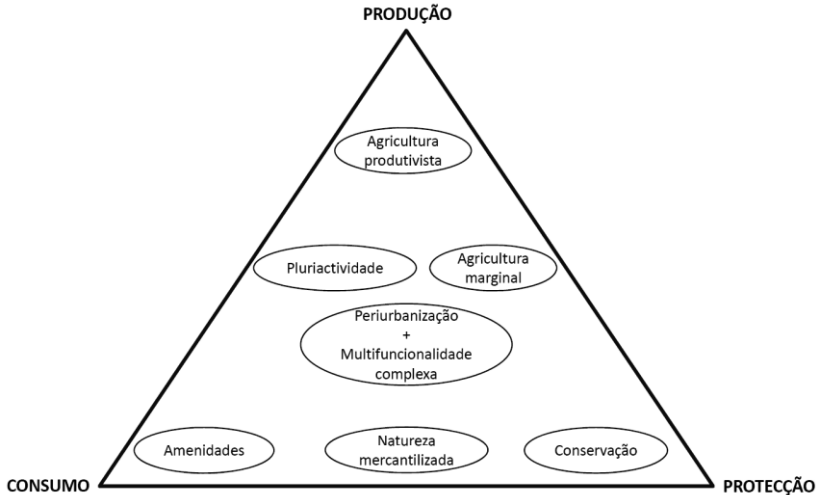 PRODUÇÃO
Agricultura
produtivista
Pluriactividade
Agricultura
marginal
Periurbanização
+
Multifuncionalidade
complexa
Amenidades
Natureza
mercantilizada
Conservação
CONSUMO
PROTECÇÃO